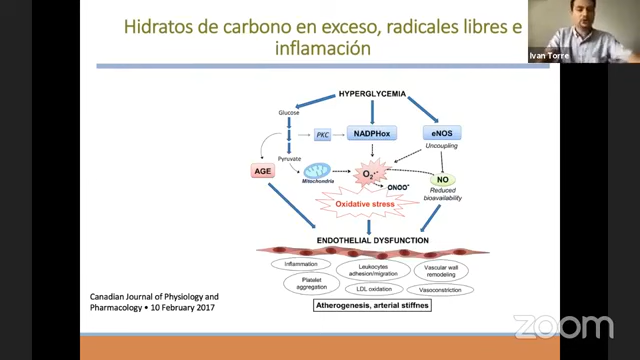 Hidratos de carbono en exceso, radicales libres e
inflamación
Ivan Torre
HYPERGLYCEMIA
Glucose
PKC
NADPHox
eNOS
Uncoupling
Pyruvate
AGE
Mitochondria
O₂•-
ONOO-
NO
Reduced
bioavailability
Oxidative stress
ENDOTHELIAL DYSFUNCTION
Inflammation
Leukocytes
adhesion/migration
Vascular wall
remodeling
Platelet
aggregation
LDL oxidation
Vasoconstriction
Atherogenesis, arterial stiffnes
Canadian Journal of Physiology and
Pharmacology • 10 February 2017
zoom